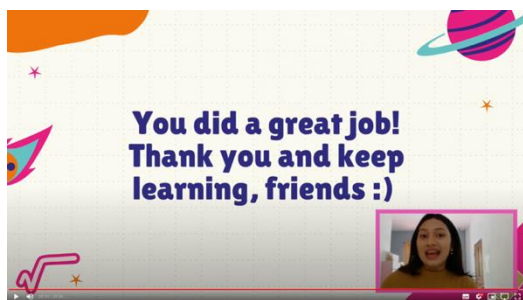 You did a great job!
Thank you and keep
learning, friends :)